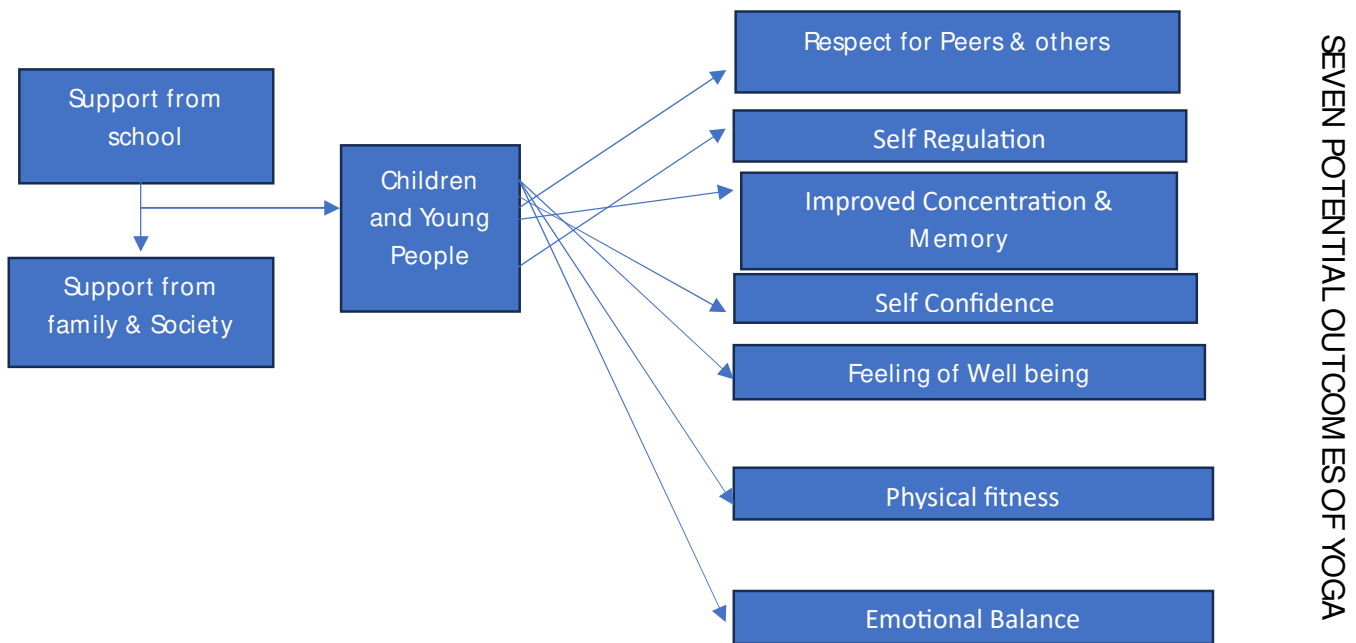 Support from
school
Support from
family & Society
Children
and Young
People
Respect for Peers & others
Self Regulation
Improved Concentration &
Memory
Self Confidence
Feeling of Well being
Physical fitness
Emotional Balance
SEVEN POTENTIAL OUTCOMES OF YOGA